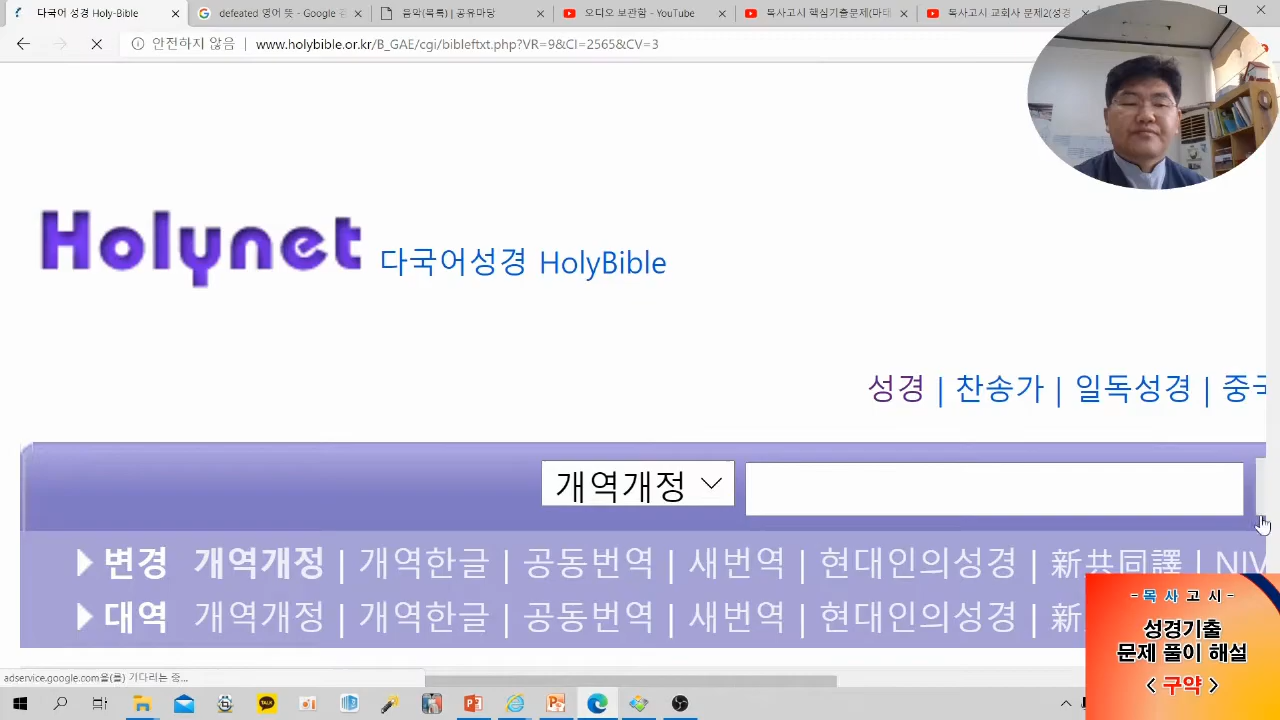 다국어 성경 Holy-Bible
defeated 영어 뜻 - Google
음악(목록) | 공유마당
오디오 보관함 - YouTube
목사고시 핵심기출문제(마태
목사고시 교회사 문제2(성경
안전하지 않음
www.holybible.or.kr/B_GAE/cgi/bibleftxt.php?VR=9&CI=2565&CV=3
Holynet 다국어성경 HolyBible
성경 | 찬송가 | 일독성경 | 중국
개역개정
변경 개역개정 | 개역한글 | 공동번역 | 새번역 | 현대인의성경 | 新共同譯 | NIV
대역 개역개정 | 개역한글 | 공동번역 | 새번역 | 현대인의성경 | 新
- 목 사 고 시 -
성경기출
문제 풀이 해설
< 구약 >
adservice.google.com을(를) 기다리는 중...
TALK